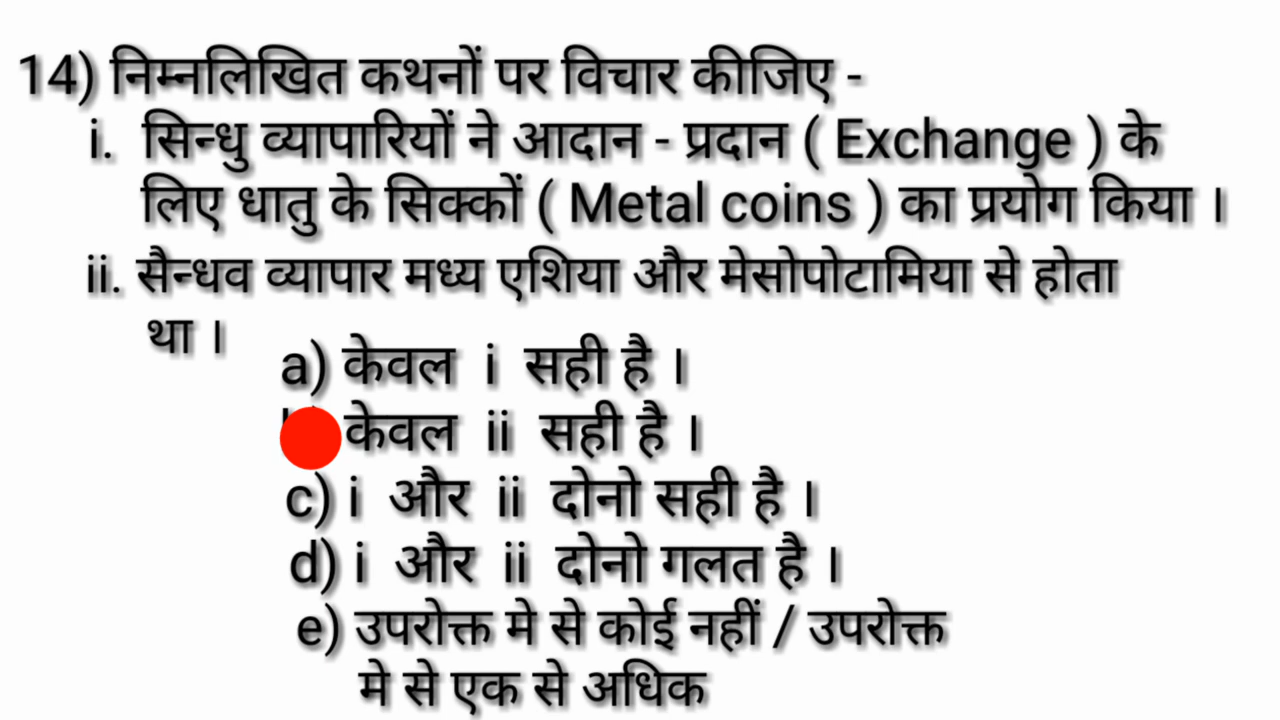 14) निम्नलिखित कथनों पर विचार कीजिए -
i. सिन्धु व्यापारियों ने आदान - प्रदान ( Exchange ) के
लिए धातु के सिक्कों ( Metal coins ) का प्रयोग किया ।
ii. सैन्धव व्यापार मध्य एशिया और मेसोपोटामिया से होता
था ।
a) केवल i सही है ।
केवल ii सही है ।
c) i और ii दोनो सही है ।
d) i और ii दोनो गलत है ।
e) उपरोक्त मे से कोई नहीं / उपरोक्त
मे से एक से अधिक